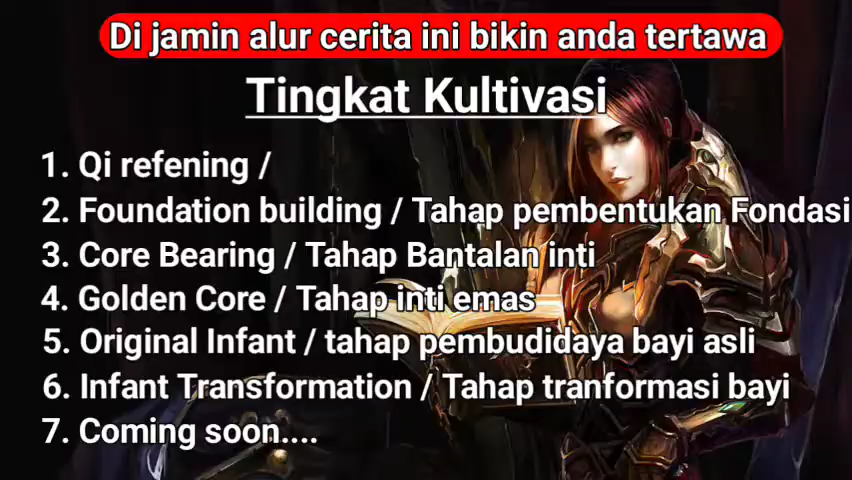 Di jamin alur cerita ini bikin anda tertawa
Tingkat Kultivasi
1. Qi refening /
2. Foundation building / Tahap pembentukan Fondasi
3. Core Bearing / Tahap Bantalan inti
4. Golden Core / Tahap inti emas
5. Original Infant / tahap pembudidaya bayi asli
6. Infant Transformation / Tahap tranformasi bayi
7. Coming soon....